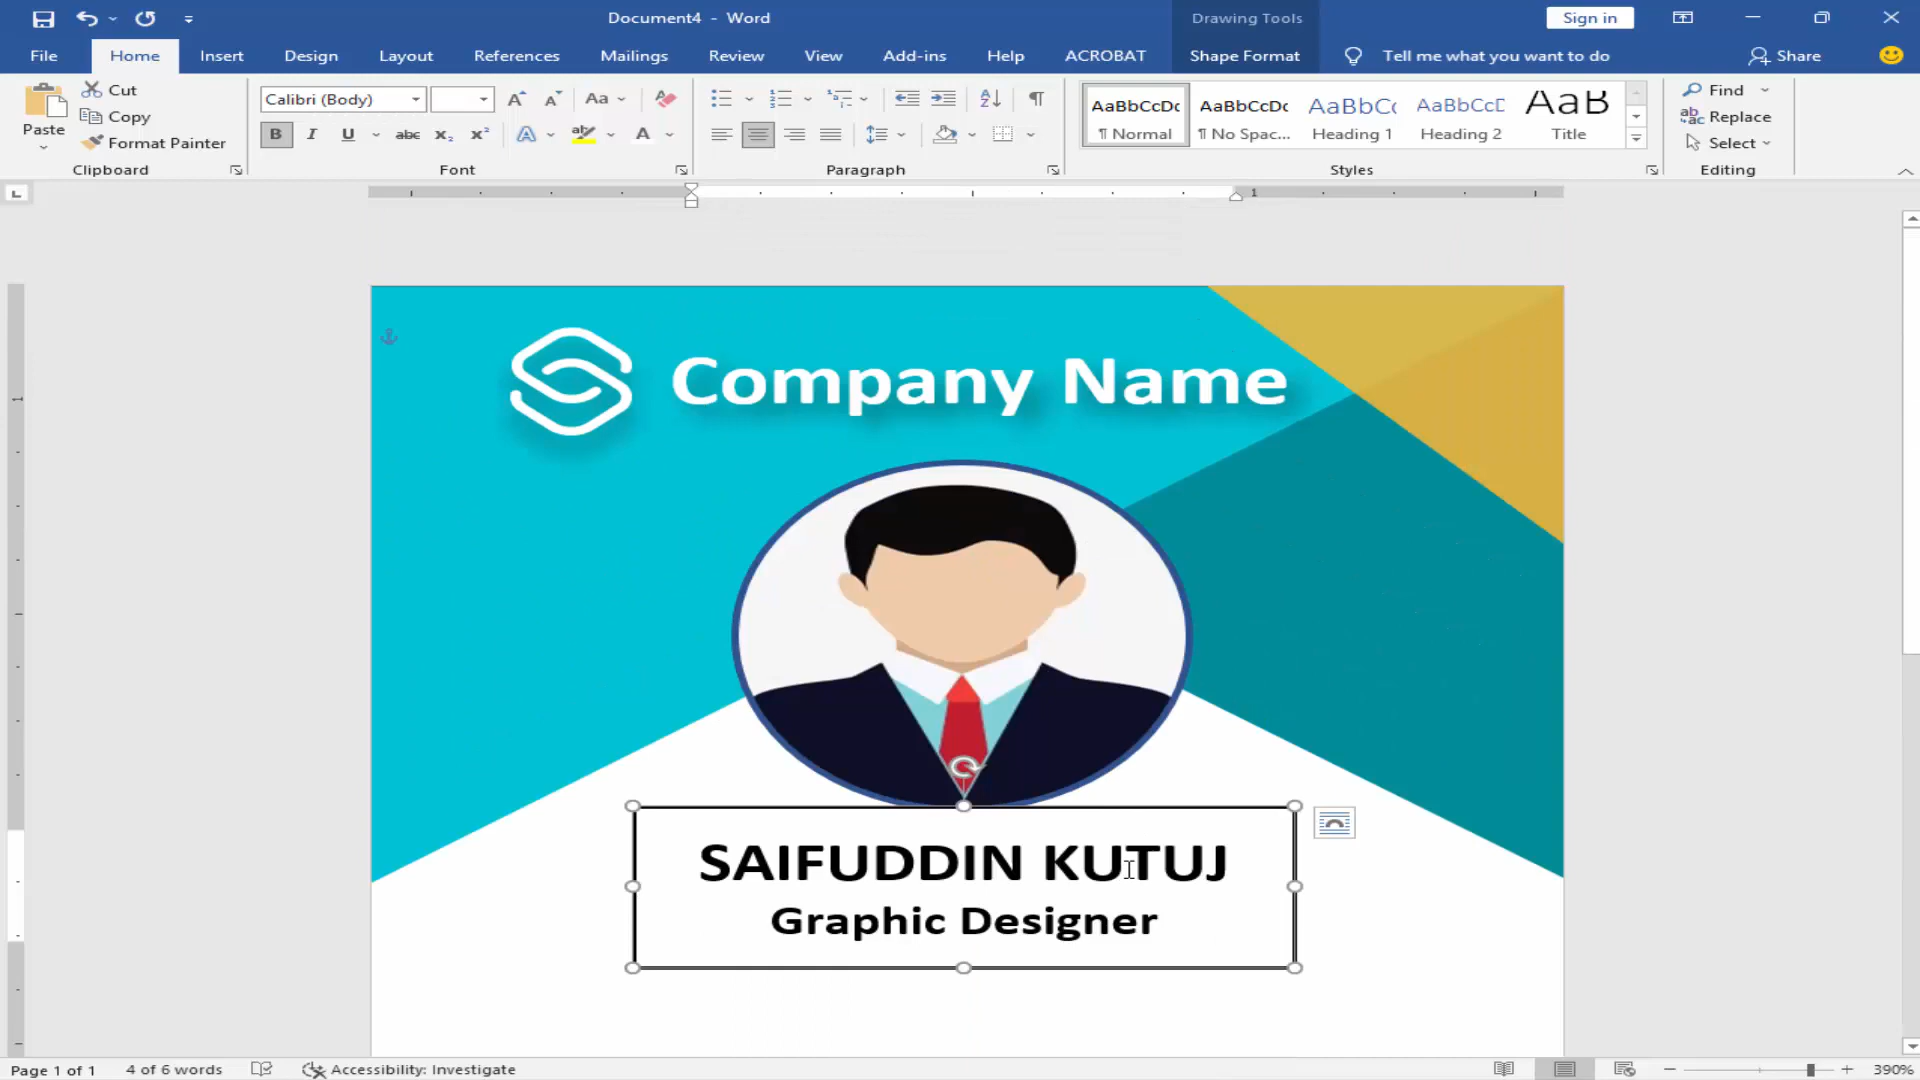 Document4 - Word
Drawing Tools
Sign in
File
Home
Insert
Design
Layout
References
Mailings
Review
View
Add-ins
Help
ACROBAT
Shape Format
Tell me what you want to do
Share
Paste
Cut
Copy
Format Painter
Clipboard
Calibri (Body)
Font
Paragraph
AaBbCcDc
¶ Normal
AaBbCcDc
¶ No Spac...
AaBbC
Heading 1
AaBbCcD
Heading 2
AaB
Title
Styles
Find
Replace
Select
Editing
Company Name
SAIFUDDIN KUTUJ
Graphic Designer
Page 1 of 1
4 of 6 words
Accessibility: Investigate
390%